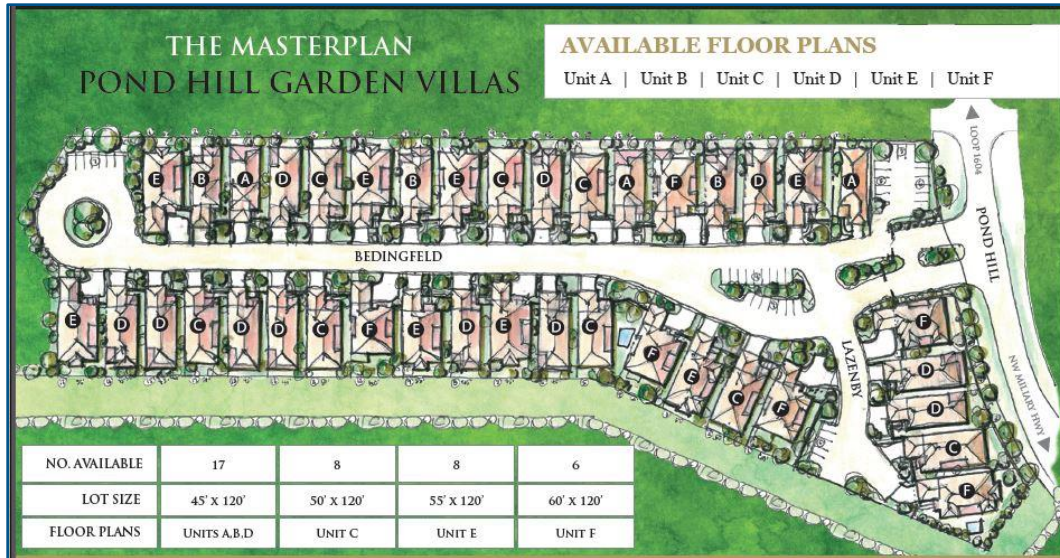 THE MASTERPLAN
POND HILL GARDEN VILLAS
AVAILABLE FLOOR PLANS
Unit A | Unit B | Unit C | Unit D | Unit E | Unit F
LOOP 1604
POND HILL
NW MILIARY HWY
E B A D C E B E C D C A F B D E A
BEDINGFELD
E D D C D D C F E D E D C
F E C F
LAZENBY
F
D
D
C
F
NO. AVAILABLE 17 8 8 6
LOT SIZE 45' X 120' 50' X 120' 55' X 120' 60' X 120'
FLOOR PLANS UNITS A,B,D UNIT C UNIT E UNIT F